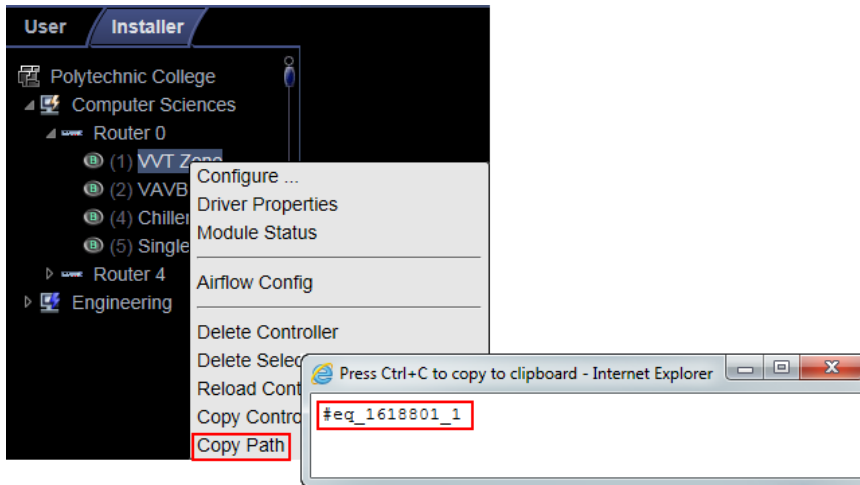 User Installer
Polytechnic College
Computer Sciences
Router 0
(1) VVT Zone
(2) VAVB
(4) Chiller
(5) Single
Router 4
Engineering
Configure ...
Driver Properties
Module Status
Airflow Config
Delete Controller
Delete Selec
Reload Cont
Copy Contro
Copy Path
Press Ctrl+C to copy to clipboard - Internet Explorer
#eq_1618801_1